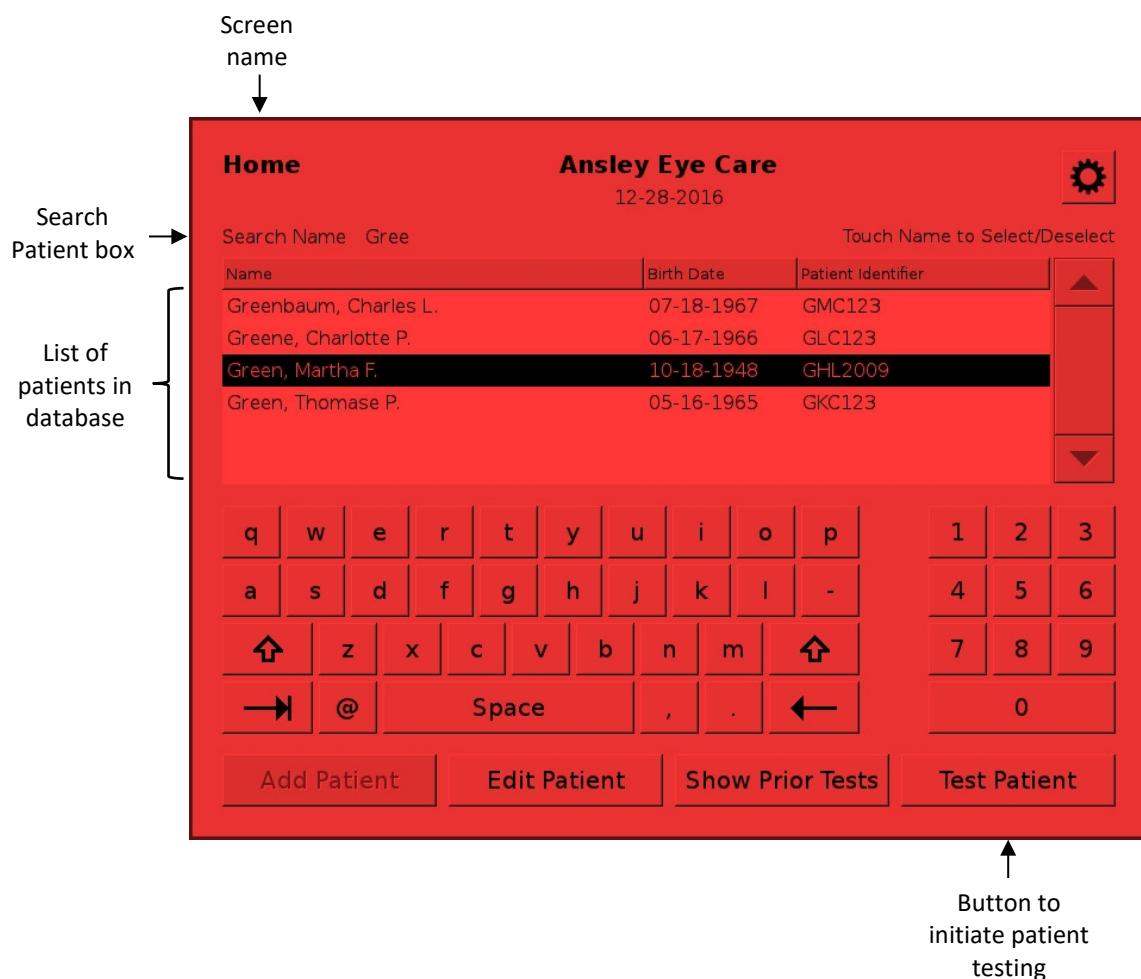 Screen
name
Home
Ansley Eye Care
12-28-2016
Search
Patient box
Search Name Gree
Touch Name to Select/Deselect
Name Birth Date Patient Identifier
Greenbaum, Charles L. 07-18-1967 GMC123
Greene, Charlotte P. 06-17-1966 GLC123
Green, Martha F. 10-18-1948 GHL2009
Green, Thomase P. 05-16-1965 GKC123
List of
patients in
database
q w e r t y u i o p 1 2 3
a s d f g h j k l - 4 5 6
z x c v b n m 7 8 9
@ Space , . 0
Add Patient Edit Patient Show Prior Tests Test Patient
Button to
initiate patient
testing